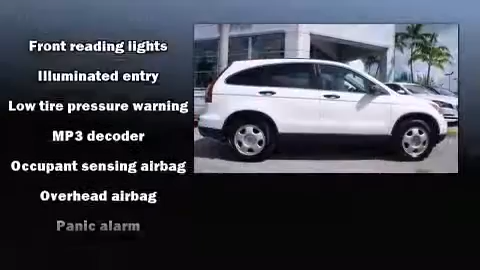 Front reading lights
Illuminated entry
Low tire pressure warning
MP3 decoder
Occupant sensing airbag
Overhead airbag
Panic alarm